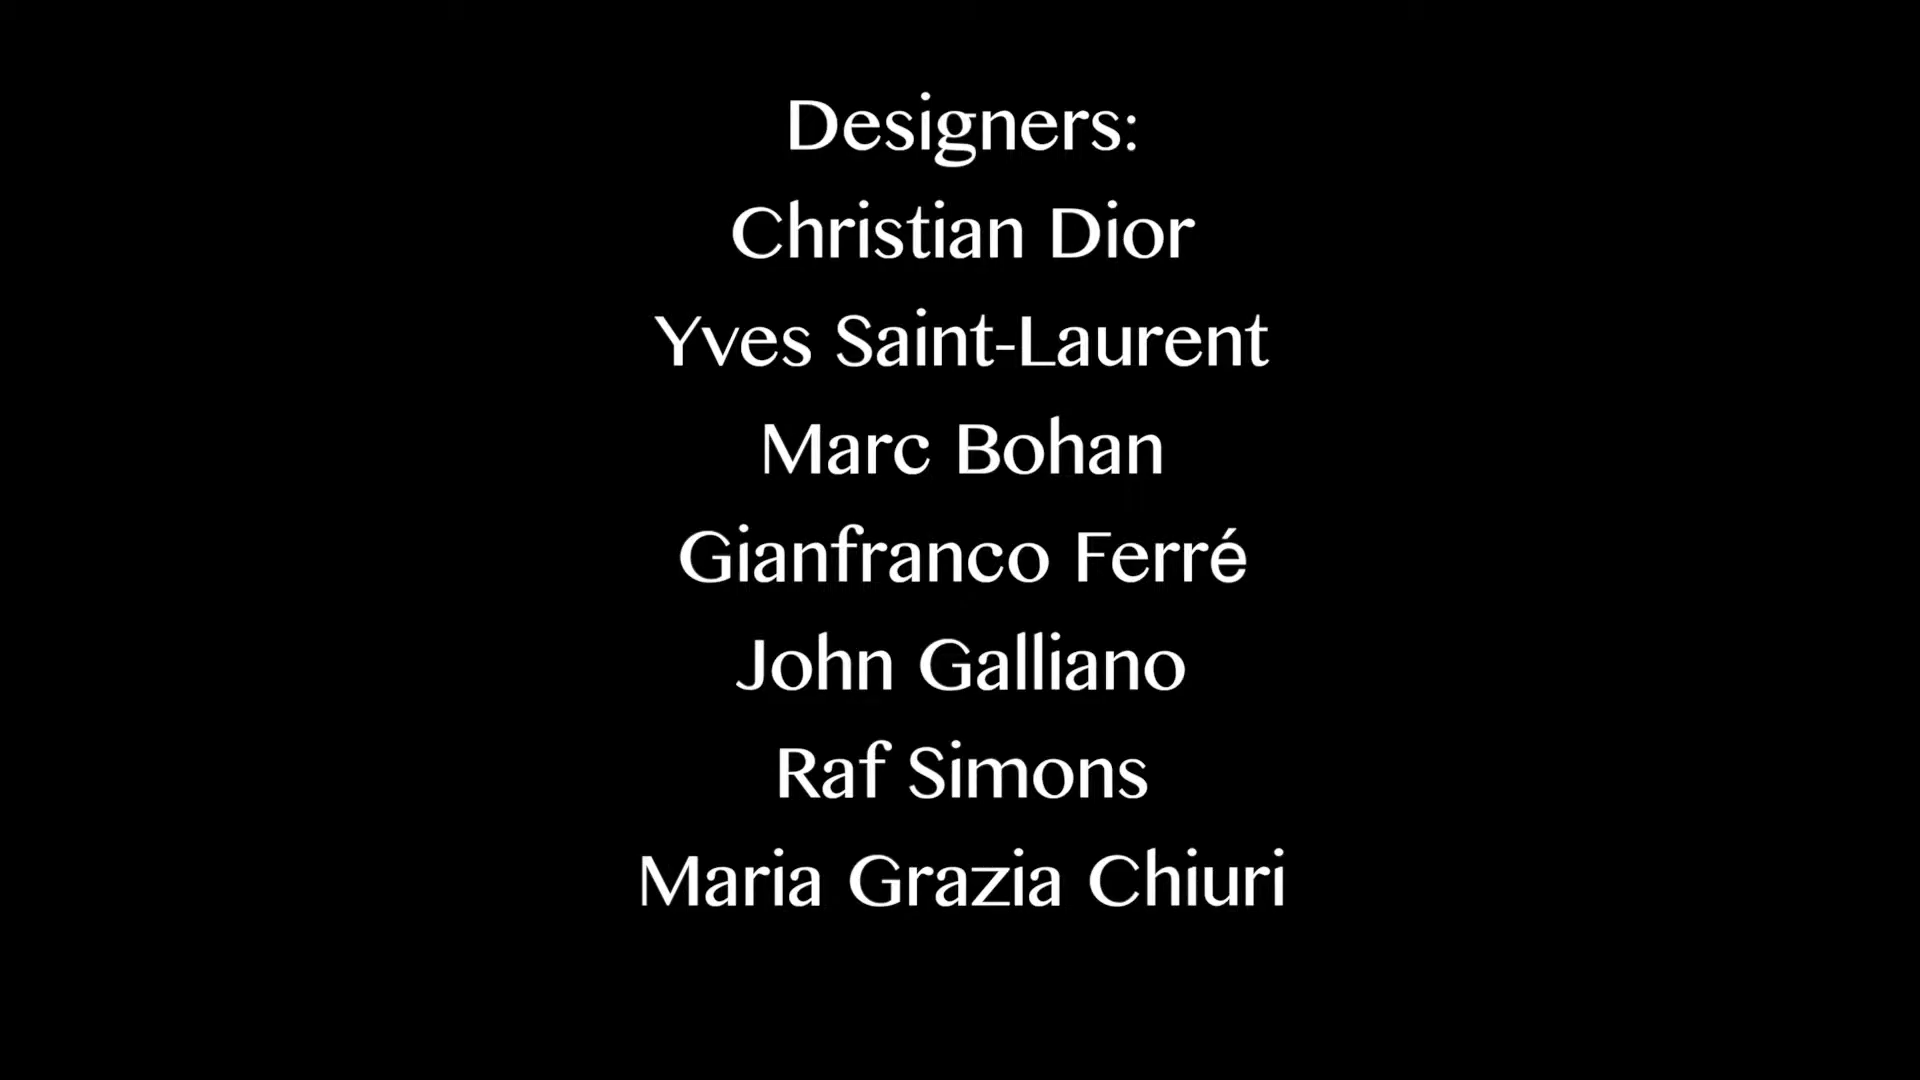 Designers:
Christian Dior
Yves Saint-Laurent
Marc Bohan
Gianfranco Ferré
John Galliano
Raf Simons
Maria Grazia Chiuri